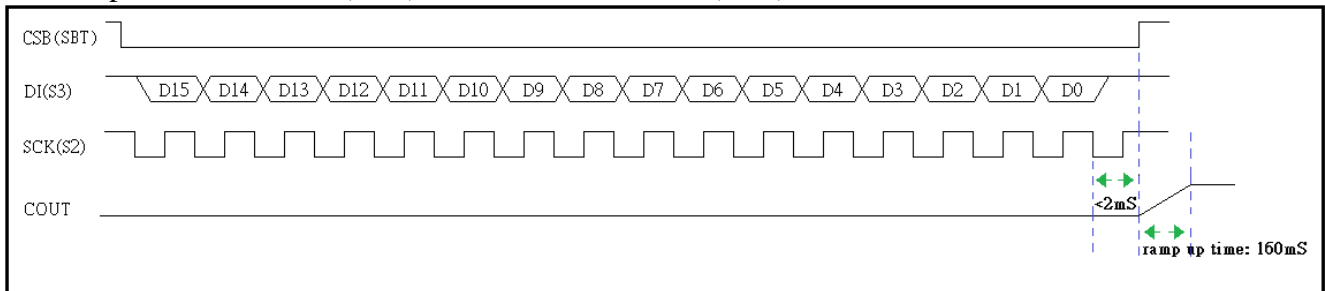 CSB(SBT)
DI(S3) D15 D14 D13 D12 D11 D10 D9 D8 D7 D6 D5 D4 D3 D2 D1 D0
SCK(S2)
COUT
<2mS
ramp up time: 160mS